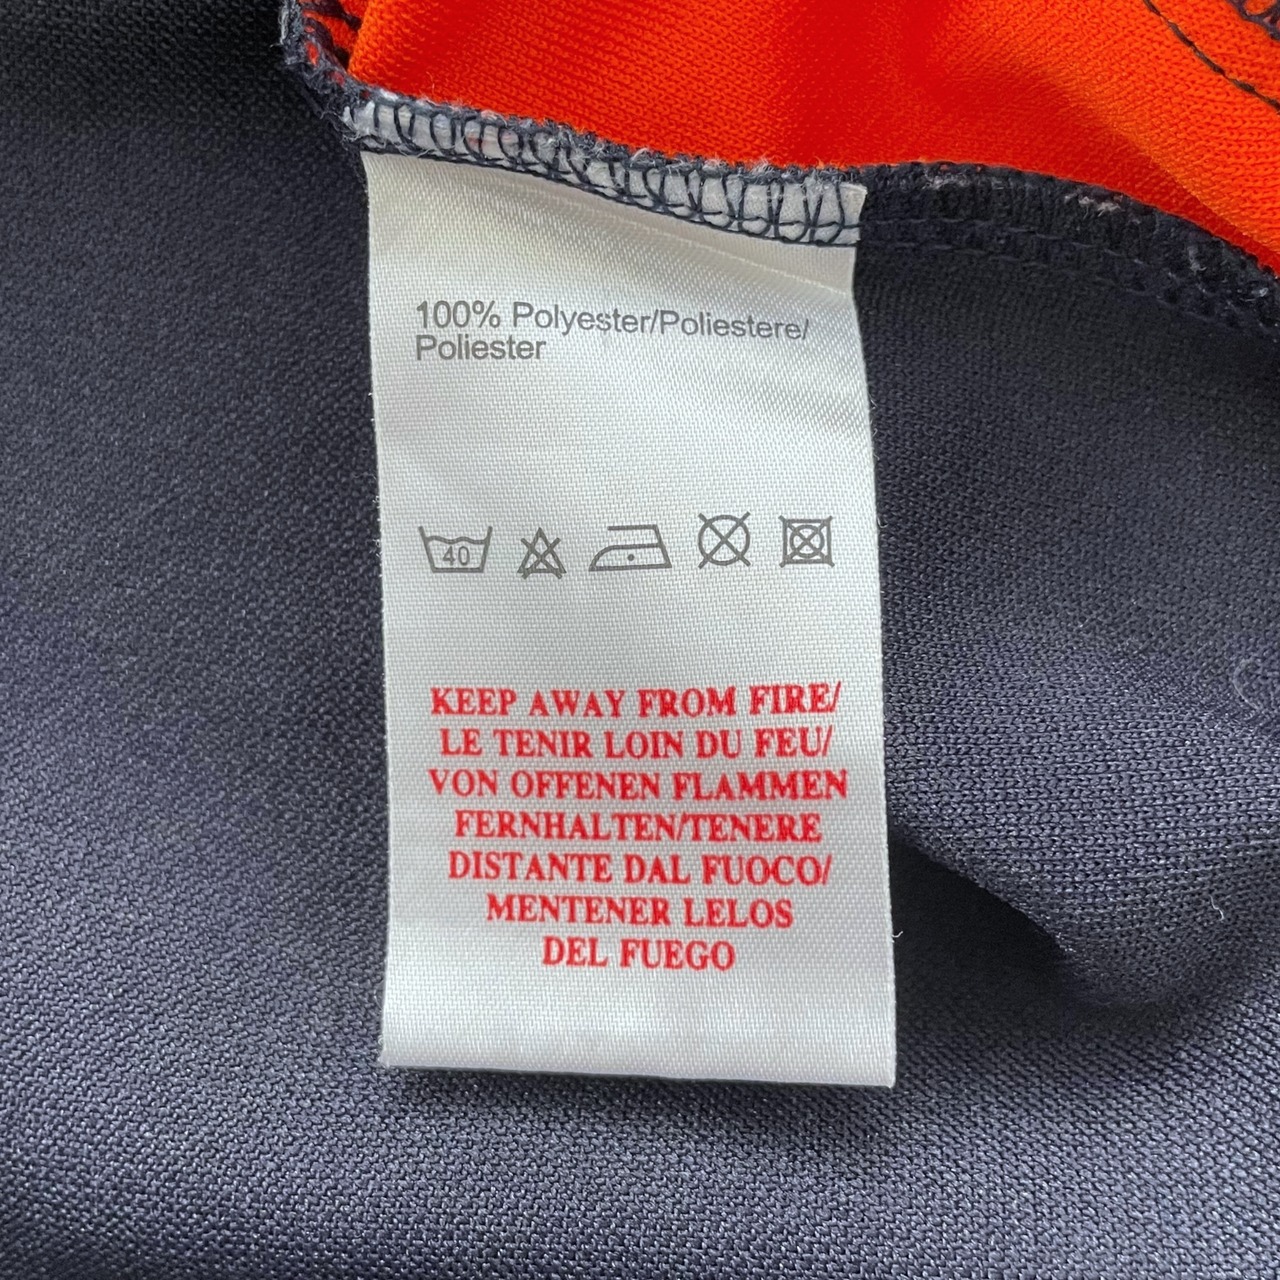 100% Polyester/Poliestere/
Poliester
40
KEEP AWAY FROM FIRE/
LE TENIR LOIN DU FEU/
VON OFFENEN FLAMMEN
FERNHALTEN/TENERE
DISTANTE DAL FUOCO/
MENTENER LELOS
DEL FUEGO